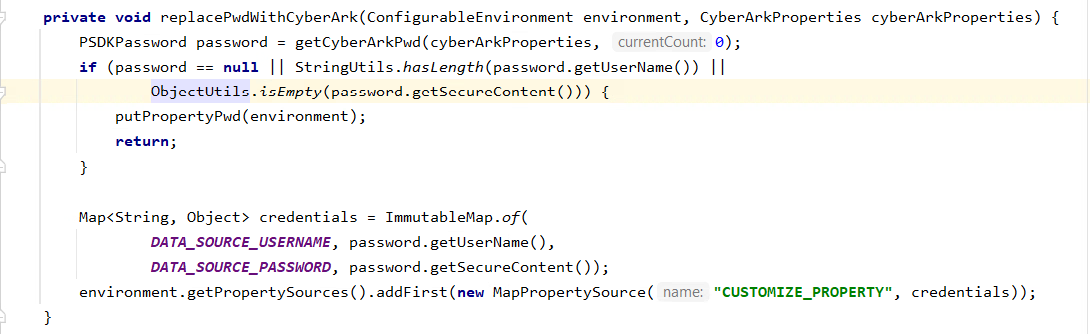 private void replacePwdWithCyberArk(ConfigurableEnvironment environment, CyberArkProperties cyberArkProperties) {
PSDKPassword password = getCyberArkPwd(cyberArkProperties, currentCount: 0);
if (password == null || StringUtils.hasLength(password.getUserName()) ||
ObjectUtils.isEmpty(password.getSecureContent())) {
putPropertyPwd(environment);
return;
}
Map<String, Object> credentials = ImmutableMap.of(
DATA_SOURCE_USERNAME, password.getUserName(),
DATA_SOURCE_PASSWORD, password.getSecureContent());
environment.getPropertySources().addFirst(new MapPropertySource( name: "CUSTOMIZE_PROPERTY", credentials));
}